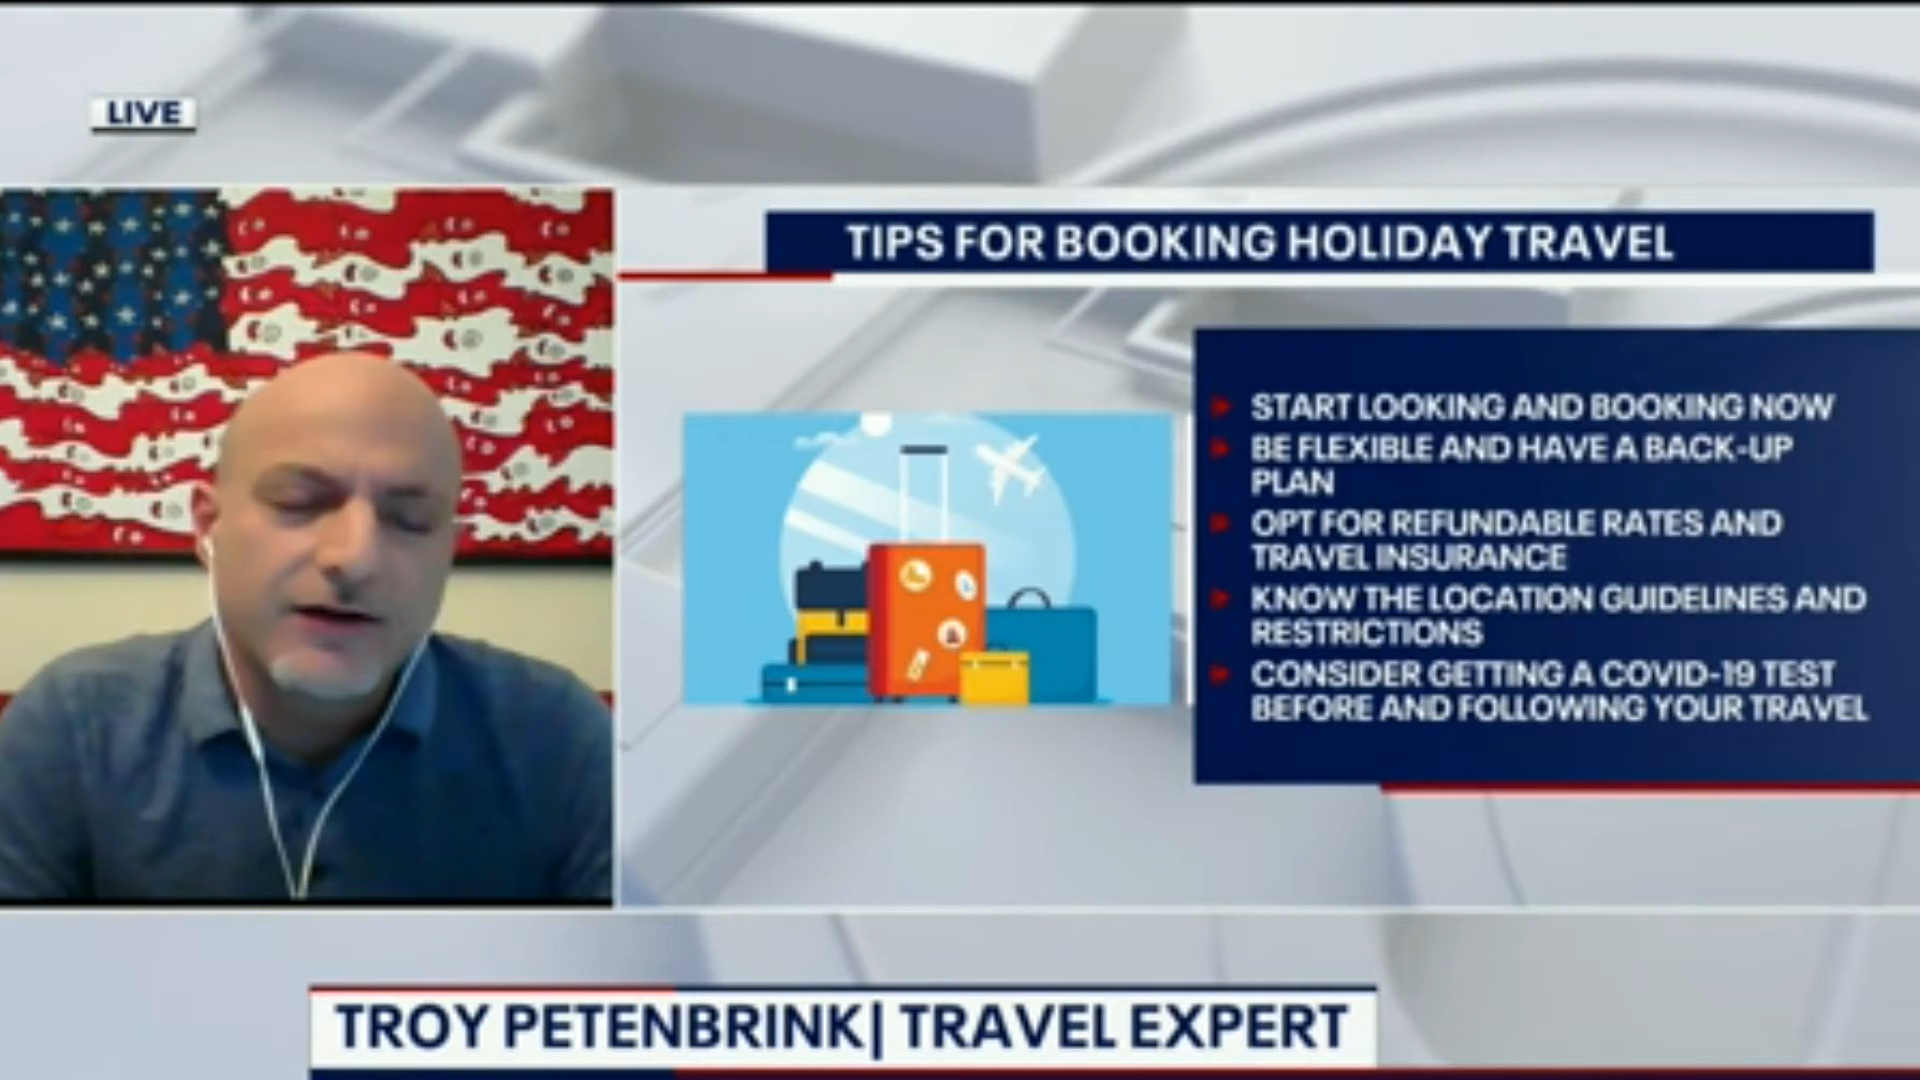 LIVE
TIPS FOR BOOKING HOLIDAY TRAVEL
START LOOKING AND BOOKING NOW
BE FLEXIBLE AND HAVE A BACK-UP
PLAN
OPT FOR REFUNDABLE RATES AND
TRAVEL INSURANCE
KNOW THE LOCATION GUIDELINES AND
RESTRICTIONS
CONSIDER GETTING A COVID-19 TEST
BEFORE AND FOLLOWING YOUR TRAVEL
TROY PETENBRINK| TRAVEL EXPERT